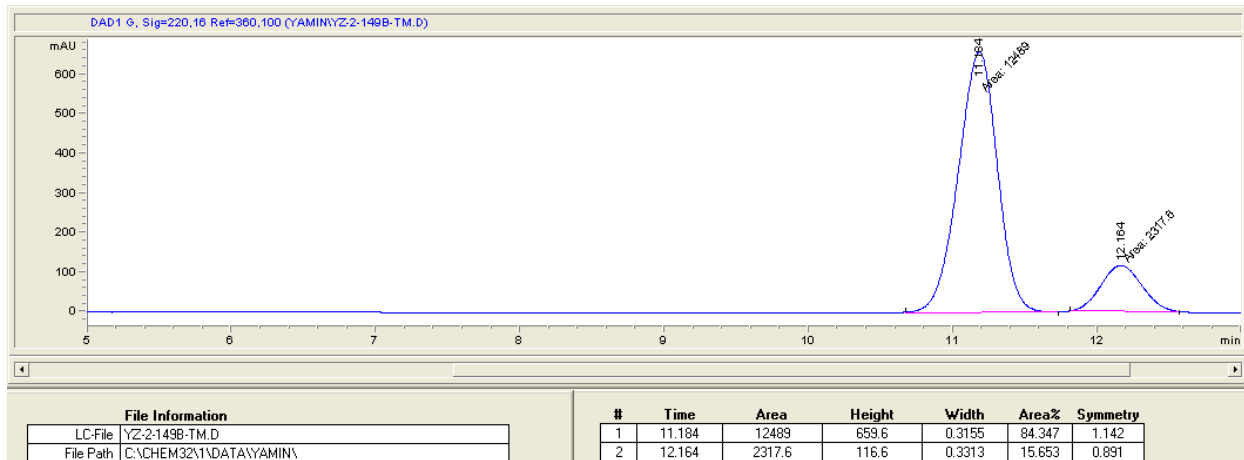 DAD1 G, Sig=220,16 Ref=360,100 (YAMIN\YZ-2-149B-TM.D)
mAU
600
500
400
300
200
100
0
11.184
Area: 12489
12.164
Area: 2317.6
5 6 7 8 9 10 11 12 min
File Information
LC-File YZ-2-149B-TM.D
File Path C:\CHEM32\1\DATA\YAMIN\
# Time Area Height Width Area% Symmetry
1 11.184 12489 659.6 0.3155 84.347 1.142
2 12.164 2317.6 116.6 0.3313 15.653 0.891